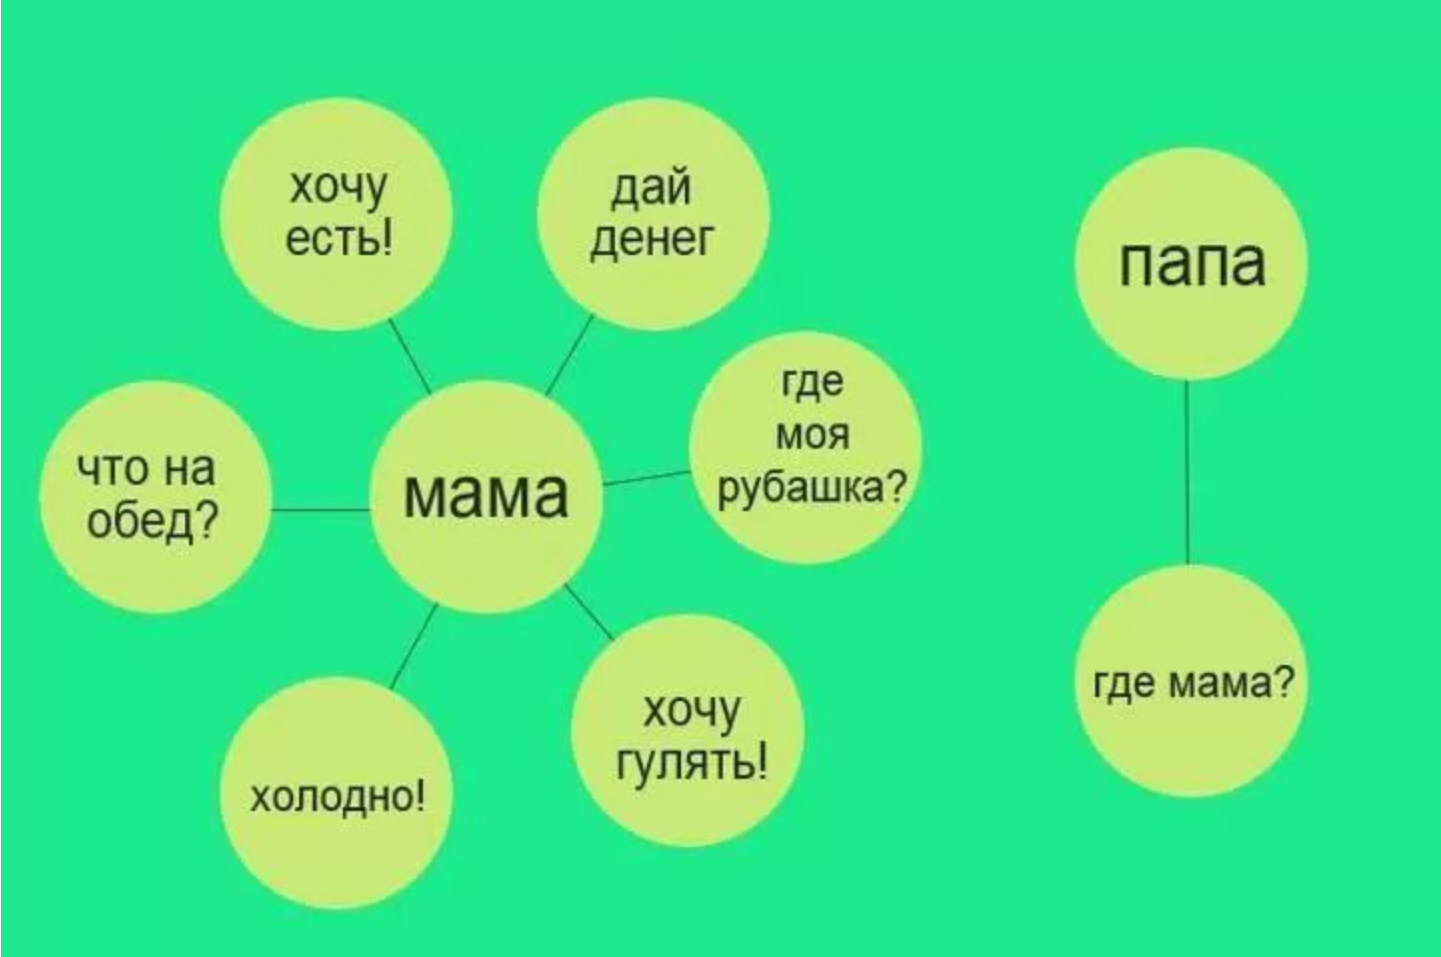 хочу
есть!
дай
денег
где
моя
рубашка?
что на
обед?
мама
холодно!
хочу
гулять!
папа
где мама?